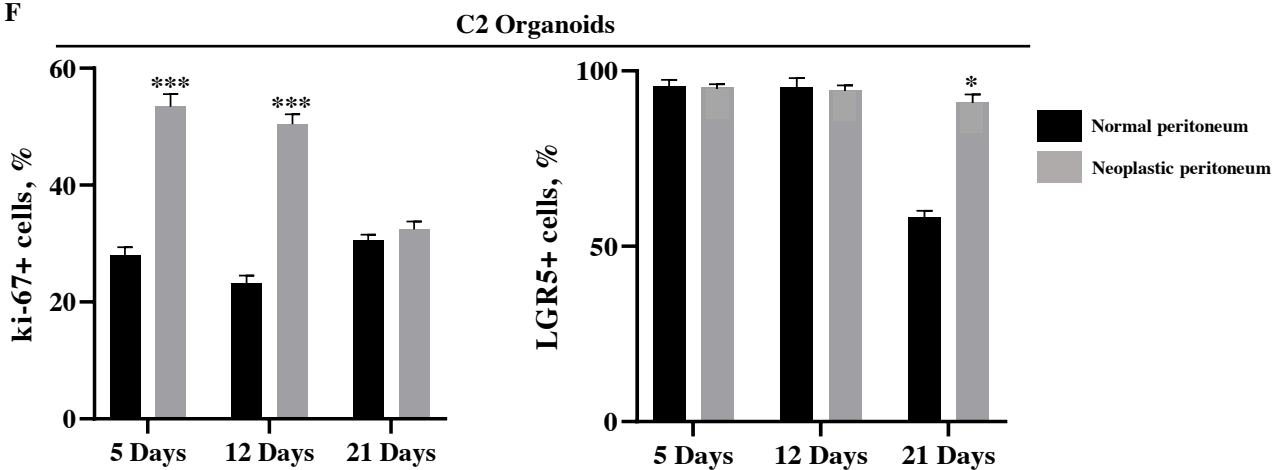 F
C2 Organoids
ki-67+ cells, %
60
40
20
0
***
***
5 Days
12 Days
21 Days
LGR5+ cells, %
100
50
0
*
5 Days
12 Days
21 Days
Normal peritoneum
Neoplastic peritoneum